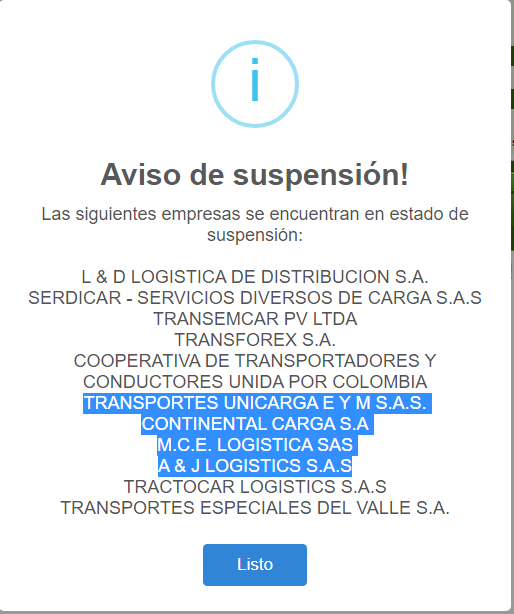 i
Aviso de suspensión!
Las siguientes empresas se encuentran en estado de
suspensión:
L & D LOGISTICA DE DISTRIBUCION S.A.
SERDICAR - SERVICIOS DIVERSOS DE CARGA S.A.S
TRANSEMCAR PV LTDA
TRANSFOREX S.A.
COOPERATIVA DE TRANSPORTADORES Y
CONDUCTORES UNIDA POR COLOMBIA
TRANSPORTES UNICARGA E Y M S.A.S.
CONTINENTAL CARGA S.A
M.C.E. LOGISTICA SAS
A & J LOGISTICS S.A.S
TRACTOCAR LOGISTICS S.A.S
TRANSPORTES ESPECIALES DEL VALLE S.A.
Listo